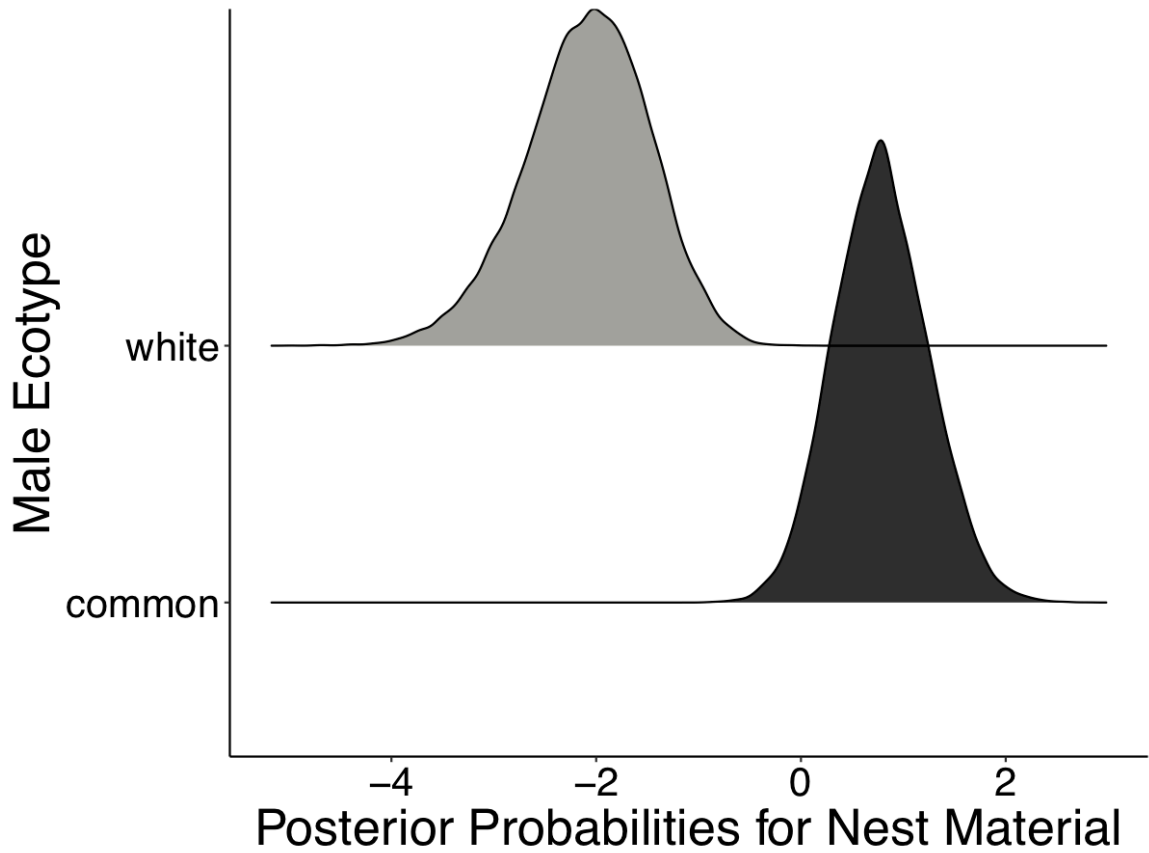 Male Ecotype
white
common
−4 −2 0 2
Posterior Probabilities for Nest Material